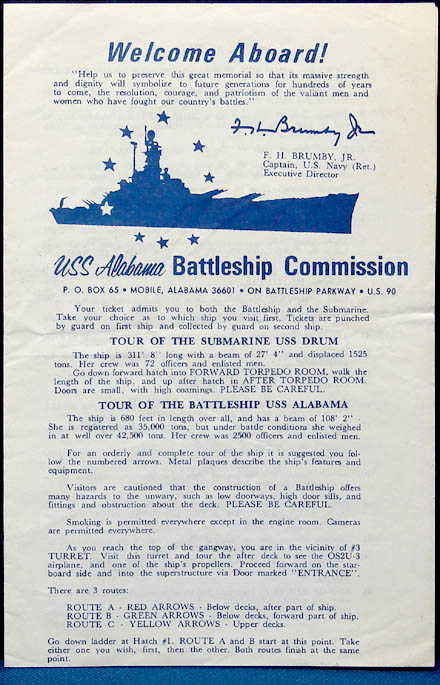 Welcome Aboard!
"Help us to preserve this great memorial so that its massive strength
and dignity will symbolize to future generations for hundreds of years
to come, the resolution, courage, and patriotism of the valiant men and
women who have fought our country's battles."
F. H. Brumby Jr
F. H. BRUMBY, JR.
Captain, U.S. Navy (Ret.)
Executive Director
USS Alabama Battleship Commission
P. O. BOX 65 • MOBILE, ALABAMA 36601 • ON BATTLESHIP PARKWAY • U.S. 90
Your ticket admits you to both the Battleship and the Submarine.
Take your choice as to which ship you visit first. Tickets are punched
by guard on first ship and collected by guard on second ship.
TOUR OF THE SUBMARINE USS DRUM
The ship is 311' 8" long with a beam of 27' 4" and displaced 1525
tons. Her crew was 72 officers and enlisted men.
Go down forward hatch into FORWARD TORPEDO ROOM, walk the
length of the ship, and up after hatch in AFTER TORPEDO ROOM.
Doors are small, with high coamings. PLEASE BE CAREFUL.
TOUR OF THE BATTLESHIP USS ALABAMA
The ship is 680 feet in length over all, and has a beam of 108' 2" -
She is registered as 35,000 tons, but under battle conditions she weighed
in at well over 42,500 tons. Her crew was 2500 officers and enlisted men.
For an orderly and complete tour of the ship it is suggested you fol-
low the numbered arrows. Metal plaques describe the ship's features and
equipment.
Visitors are cautioned that the construction of a Battleship offers
many hazards to the unwary, such as low doorways, high door sills, and
fittings and obstruction about the deck. PLEASE BE CAREFUL.
Smoking is permitted everywhere except in the engine room. Cameras
are permitted everywhere.
As you reach the top of the gangway, you are in the vicinity of #3
TURRET. Visit this turret and tour the after deck to see the OS2U-3
airplane, and one of the ship's propellers. Proceed forward on the star-
board side and into the superstructure via Door marked "ENTRANCE".
There are 3 routes:
ROUTE A - RED ARROWS - Below decks, after part of ship.
ROUTE B - GREEN ARROWS - Below decks, forward part of ship.
ROUTE C - YELLOW ARROWS - Upper decks.
Go down ladder at Hatch #1. ROUTE A and B start at this point. Take
either one you wish, first, then the other. Both routes finish at the same
point.